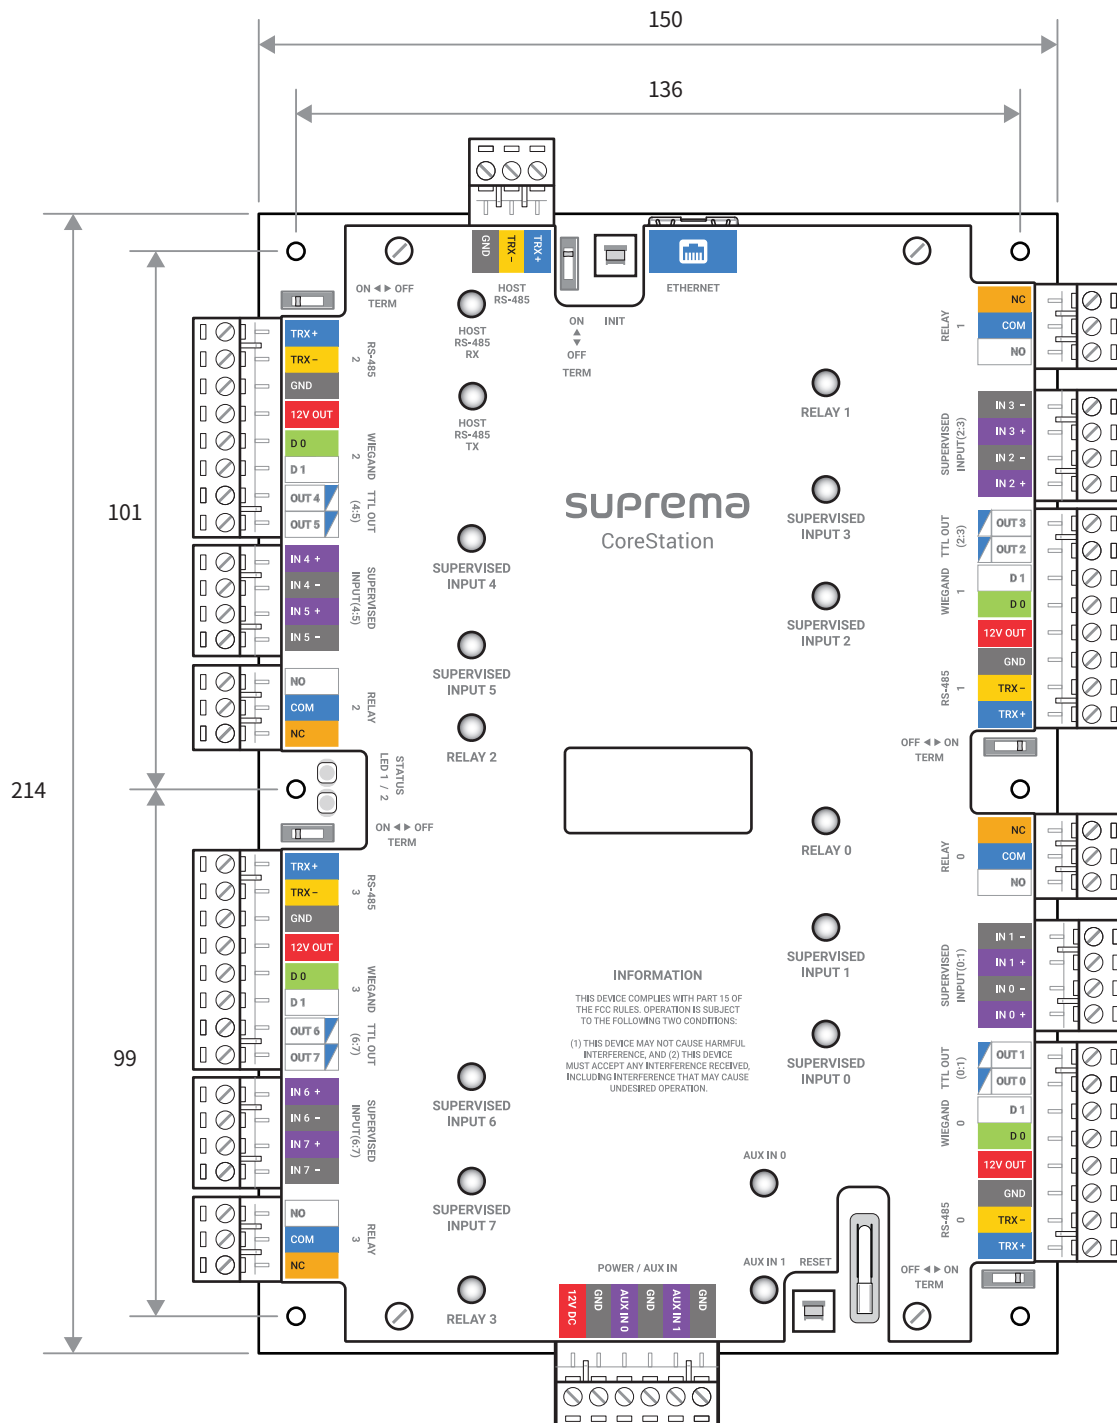 150
136
GND
TRX -
TRX +
HOST
RS-485
ETHERNET
ON ◄ ► OFF
TERM
HOST
RS-485
RX
ON
▲
▼
OFF
TERM
INIT
HOST
RS-485
TX
TRX +
TRX -
GND
RS-485
2
12V OUT
D 0
D 1
WIEGAND
2
OUT 4
OUT 5
TTL OUT
(4:5)
IN 4 +
IN 4 -
IN 5 +
IN 5 -
SUPERVISED
INPUT(4:5)
NO
COM
NC
RELAY
2
101
214
99
STATUS
LED 1 / 2
ON ◄ ► OFF
TERM
TRX +
TRX -
GND
RS-485
3
12V OUT
D 0
D 1
WIEGAND
3
OUT 6
OUT 7
TTL OUT
(6:7)
IN 6 +
IN 6 -
IN 7 +
IN 7 -
SUPERVISED
INPUT(6:7)
NO
COM
NC
RELAY
3
SUPERVISED
INPUT 4
SUPERVISED
INPUT 5
RELAY 2
SUPERVISED
INPUT 6
SUPERVISED
INPUT 7
RELAY 3
suprema
CoreStation
RELAY 1
SUPERVISED
INPUT 3
SUPERVISED
INPUT 2
RELAY 0
SUPERVISED
INPUT 1
SUPERVISED
INPUT 0
INFORMATION
THIS DEVICE COMPLIES WITH PART 15 OF
THE FCC RULES. OPERATION IS SUBJECT
TO THE FOLLOWING TWO CONDITIONS:
(1) THIS DEVICE MAY NOT CAUSE HARMFUL
INTERFERENCE, AND (2) THIS DEVICE
MUST ACCEPT ANY INTERFERENCE RECEIVED,
INCLUDING INTERFERENCE THAT MAY CAUSE
UNDESIRED OPERATION.
AUX IN 0
AUX IN 1
RESET
POWER / AUX IN
12V DC
GND
AUX IN 0
GND
AUX IN 1
GND
RELAY
1
NC
COM
NO
SUPERVISED
INPUT(2:3)
IN 3 -
IN 3 +
IN 2 -
IN 2 +
TTL OUT
(2:3)
OUT 3
OUT 2
WIEGAND
1
D 1
D 0
12V OUT
RS-485
1
GND
TRX -
TRX +
OFF ◄ ► ON
TERM
RELAY
0
NC
COM
NO
SUPERVISED
INPUT(0:1)
IN 1 -
IN 1 +
IN 0 -
IN 0 +
TTL OUT
(0:1)
OUT 1
OUT 0
WIEGAND
0
D 1
D 0
12V OUT
RS-485
0
GND
TRX -
TRX +
OFF ◄ ► ON
TERM